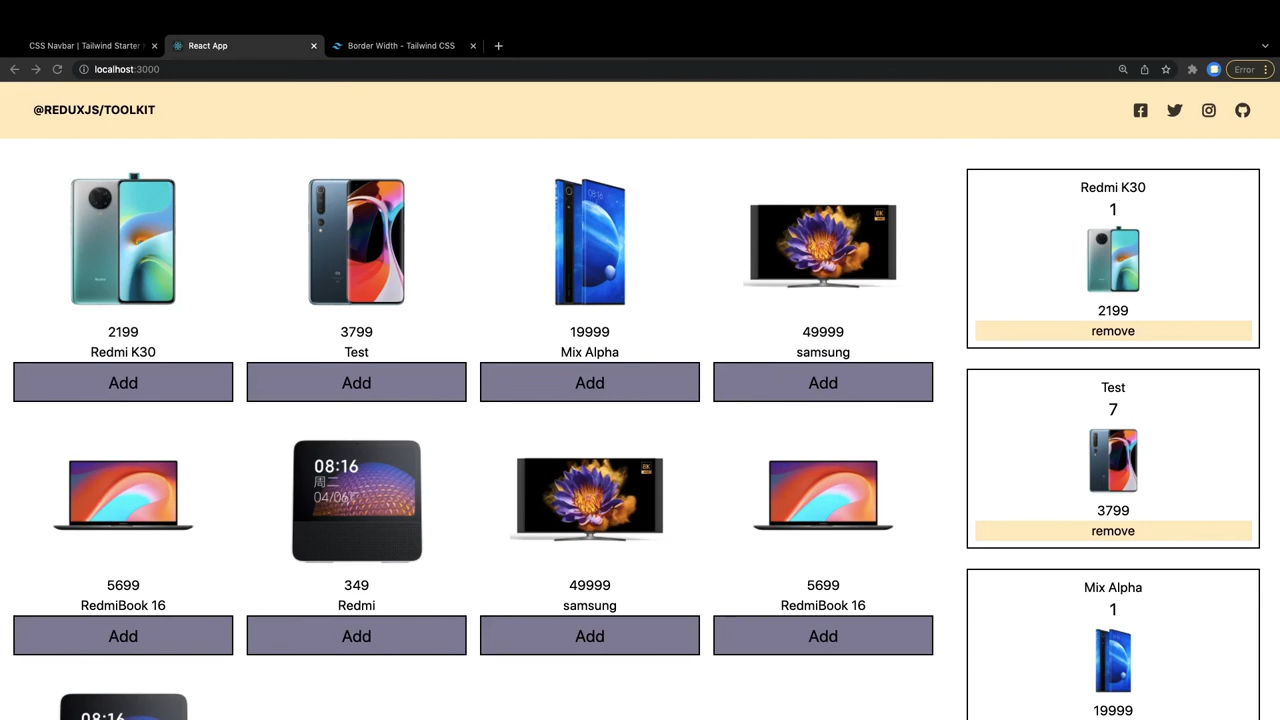 CSS Navbar | Tailwind Starter
React App
Border Width - Tailwind CSS
localhost:3000
Error
@REDUXJS/TOOLKIT
2199
Redmi K30
Add
3799
Test
Add
19999
Mix Alpha
Add
49999
samsung
Add
5699
RedmiBook 16
Add
08:16
周二
04/06
349
Redmi
Add
8K
49999
samsung
Add
5699
RedmiBook 16
Add
08:16
Redmi K30
1
2199
remove
Test
7
3799
remove
Mix Alpha
1
19999